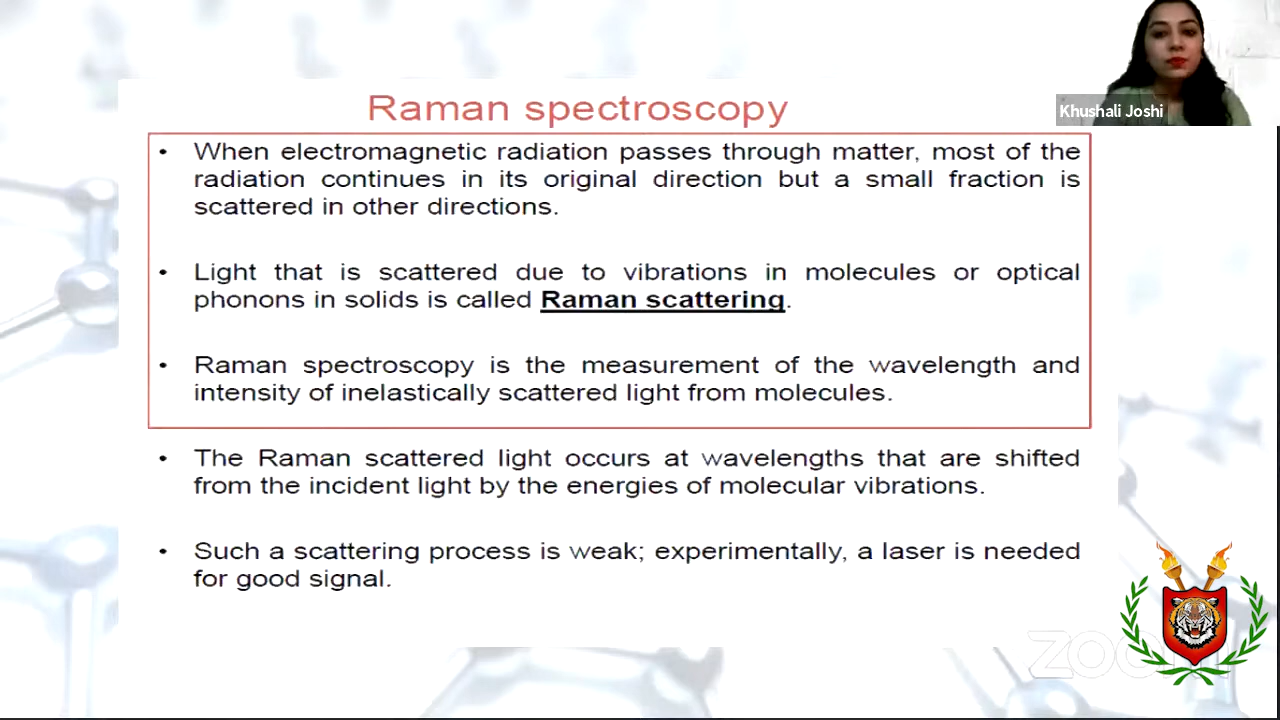 Khushali Joshi
Raman spectroscopy
• When electromagnetic radiation passes through matter, most of the
radiation continues in its original direction but a small fraction is
scattered in other directions.
• Light that is scattered due to vibrations in molecules or optical
phonons in solids is called Raman scattering.
• Raman spectroscopy is the measurement of the wavelength and
intensity of inelastically scattered light from molecules.
• The Raman scattered light occurs at wavelengths that are shifted
from the incident light by the energies of molecular vibrations.
• Such a scattering process is weak; experimentally, a laser is needed
for good signal.
zoom